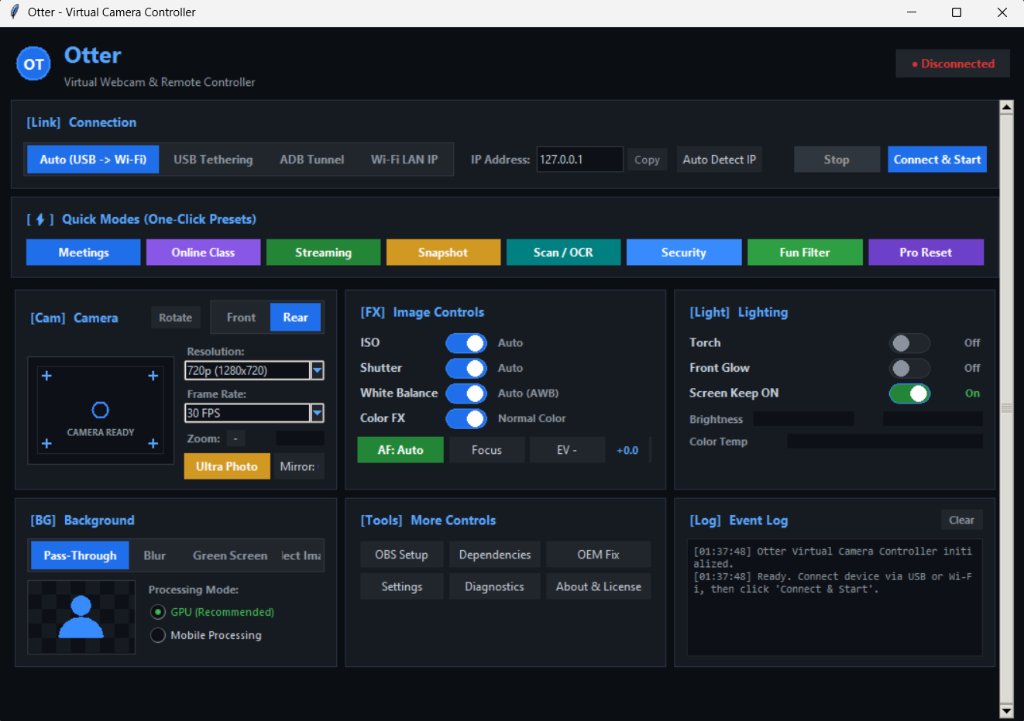 Otter - Virtual Camera Controller
OT
Otter
Virtual Webcam & Remote Controller
● Disconnected
[Link] Connection
Auto (USB -> Wi-Fi) USB Tethering ADB Tunnel Wi-Fi LAN IP IP Address: 127.0.0.1 Copy Auto Detect IP Stop Connect & Start
[⚡] Quick Modes (One-Click Presets)
Meetings Online Class Streaming Snapshot Scan / OCR Security Fun Filter Pro Reset
[Cam] Camera Rotate Front Rear
Resolution:
720p (1280x720)
Frame Rate:
30 FPS
Zoom: -
Ultra Photo Mirror:
CAMERA READY
[FX] Image Controls
ISO Auto
Shutter Auto
White Balance Auto (AWB)
Color FX Normal Color
AF: Auto Focus EV - +0.0
[Light] Lighting
Torch Off
Front Glow Off
Screen Keep ON On
Brightness
Color Temp
[BG] Background
Pass-Through Blur Green Screen lect Ima
Processing Mode:
GPU (Recommended)
Mobile Processing
[Tools] More Controls
OBS Setup Dependencies OEM Fix
Settings Diagnostics About & License
[Log] Event Log Clear
[01:37:48] Otter Virtual Camera Controller initi
alized.
[01:37:48] Ready. Connect device via USB or Wi-F
i, then click 'Connect & Start'.